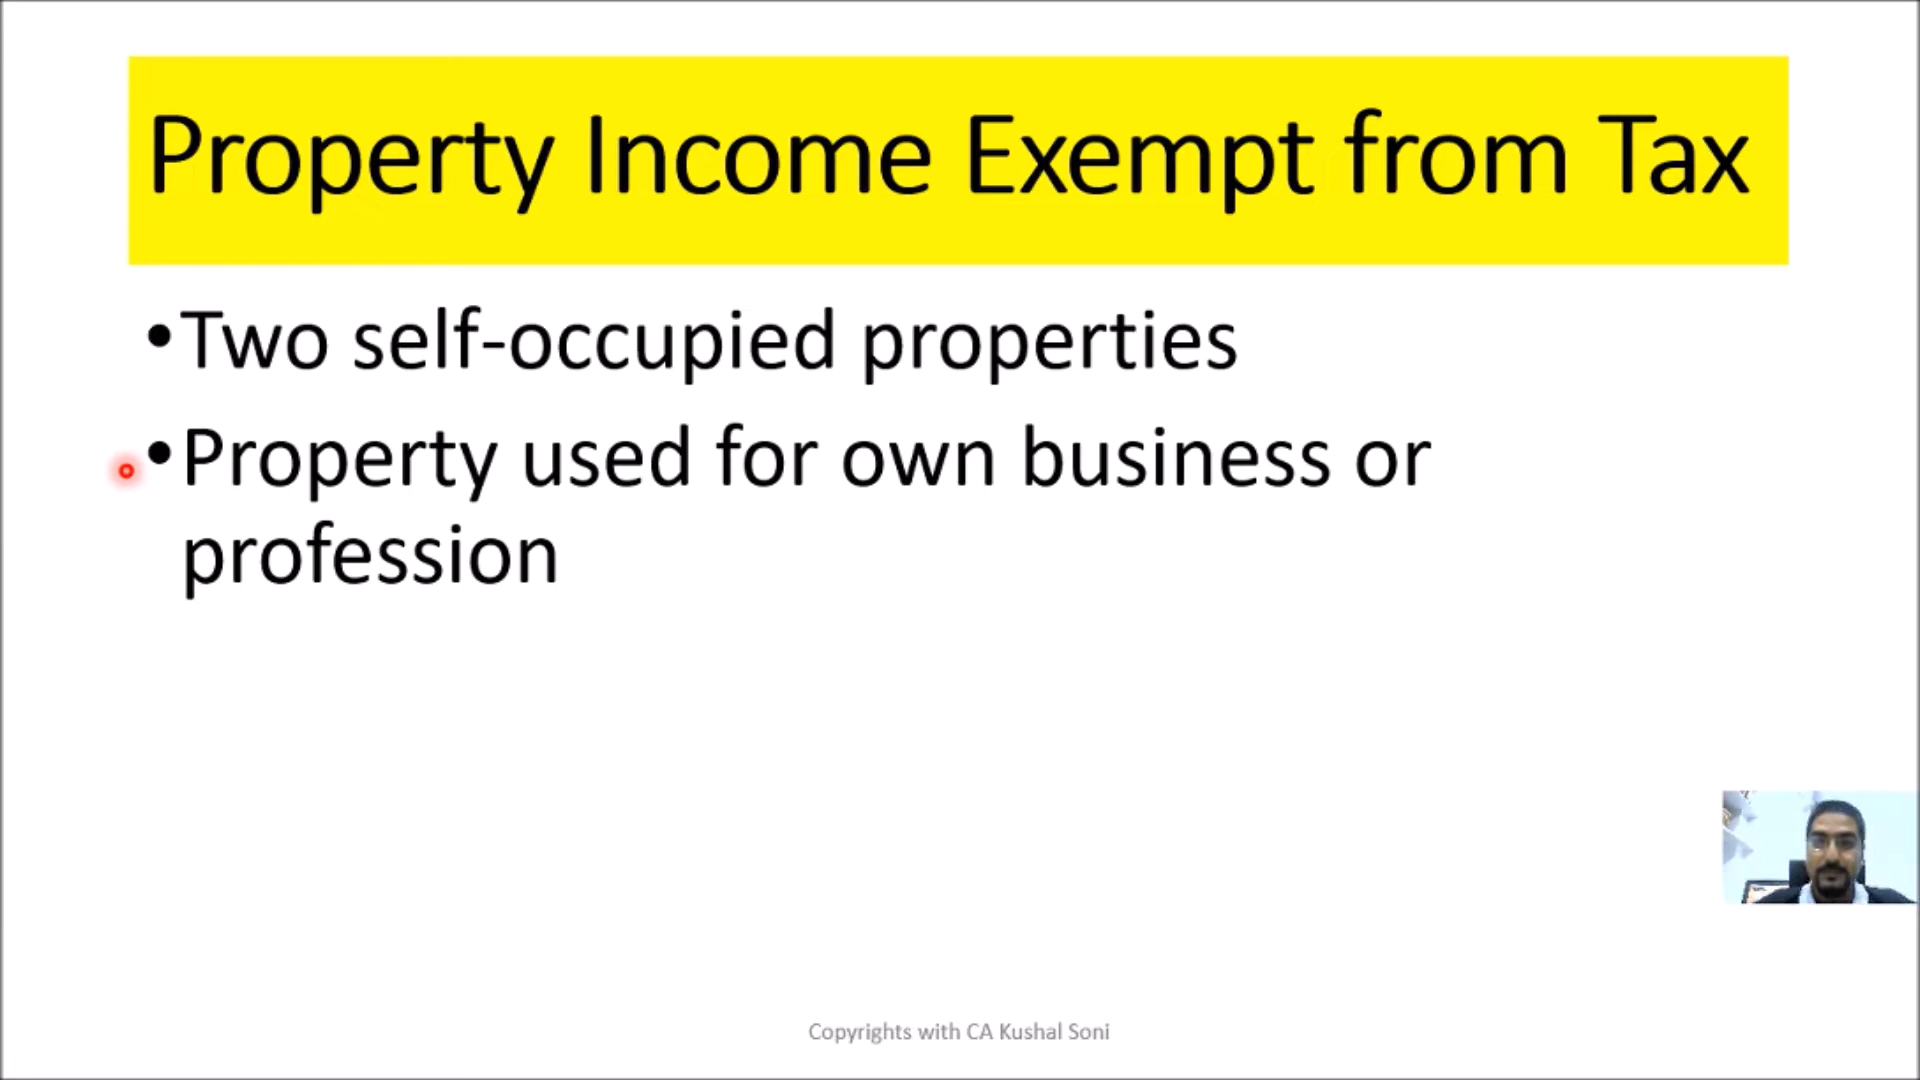 Property Income Exempt from Tax
•Two self-occupied properties
•Property used for own business or
profession
Copyrights with CA Kushal Soni